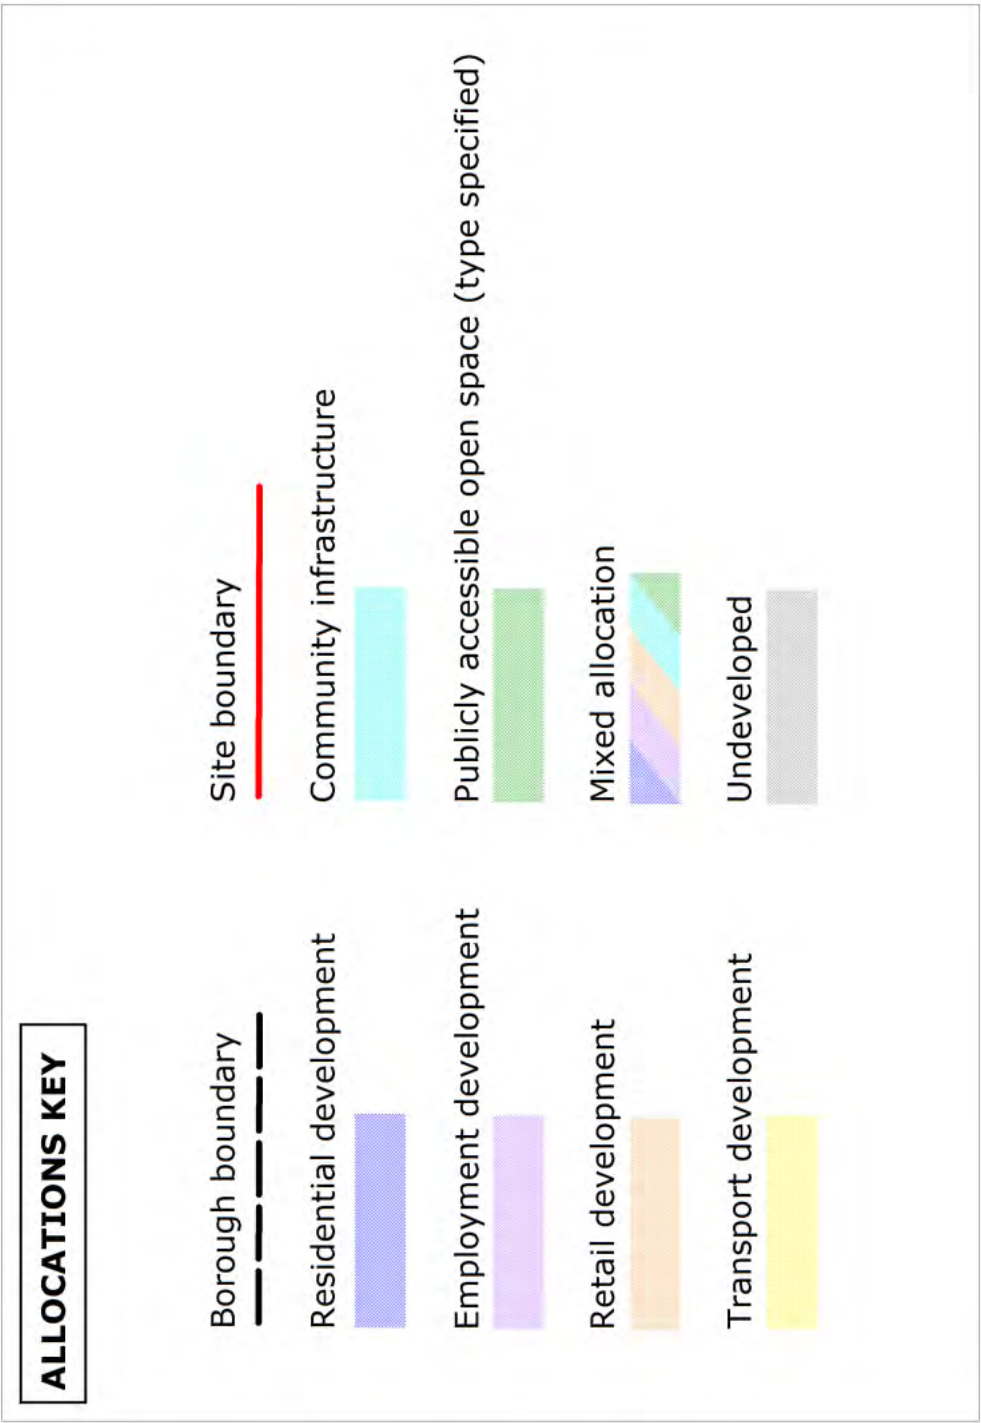 ALLOCATIONS KEY
Borough boundary
Residential development
Employment development
Retail development
Transport development
Site boundary
Community infrastructure
Publicly accessible open space (type specified)
Mixed allocation
Undeveloped